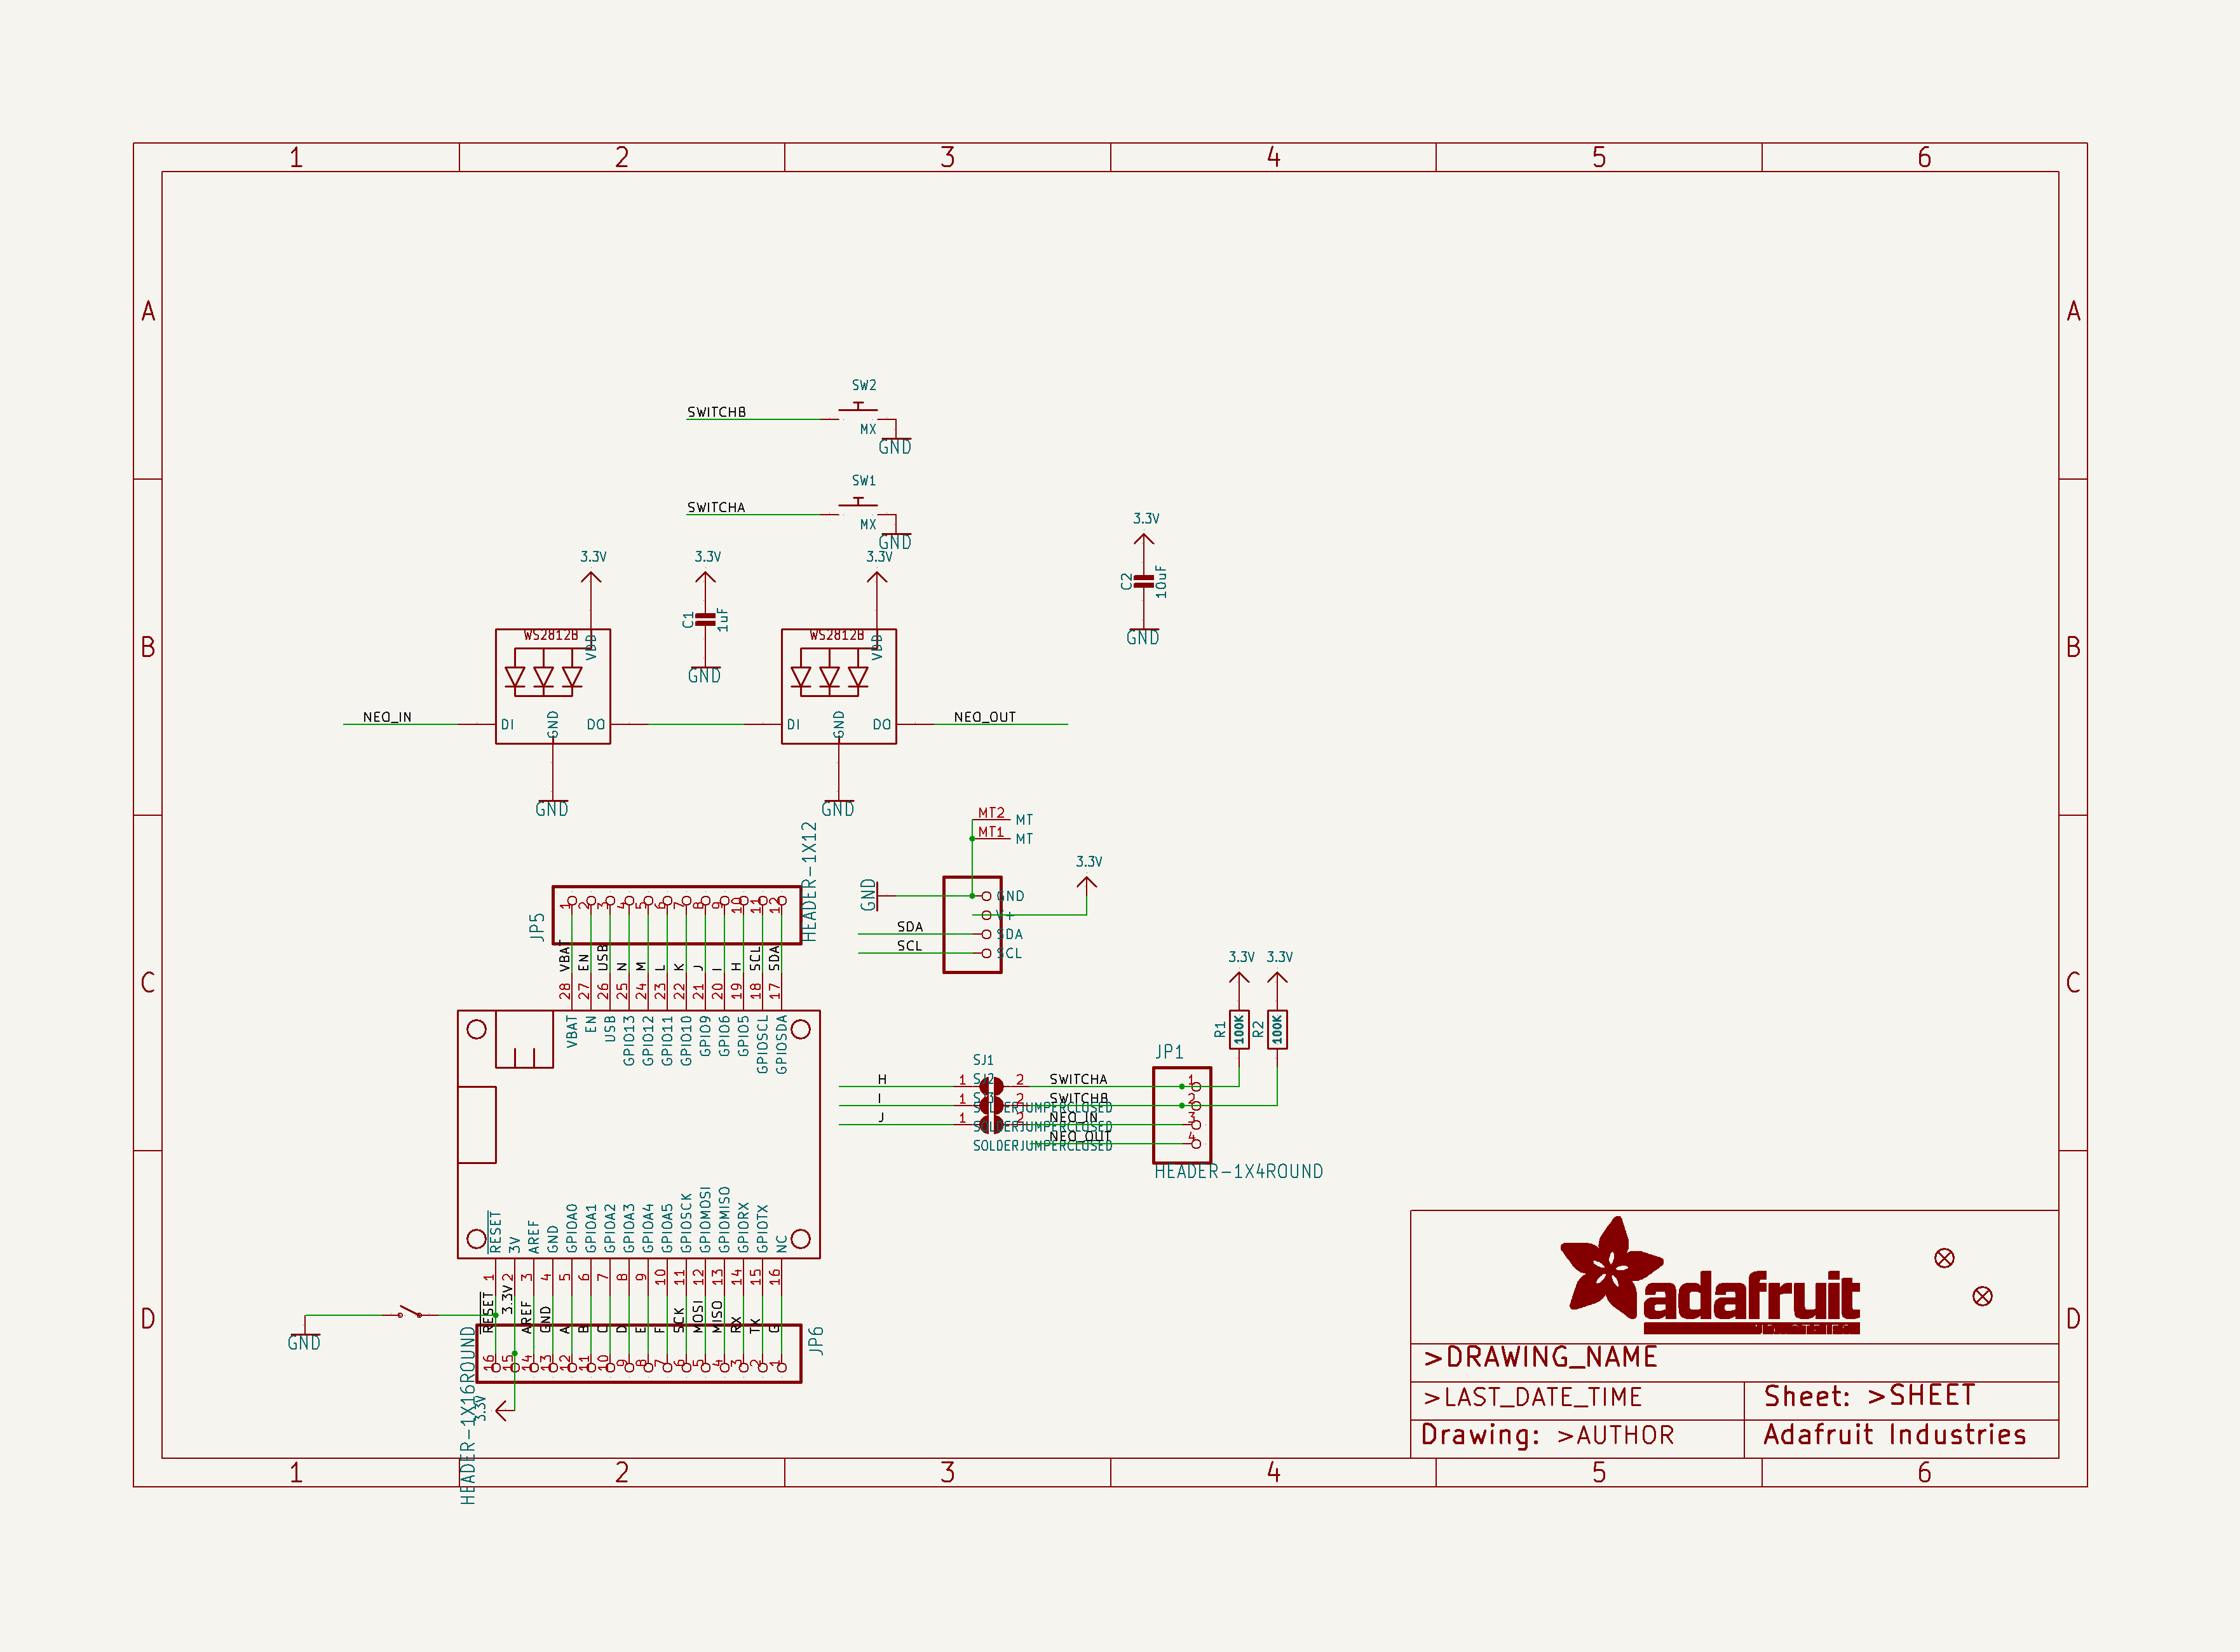 1 2 3 4 5 6
A A
SW2
SWITCHB
MX
GND
SW1
SWITCHA
MX
GND
3.3V 3.3V 3.3V 3.3V
C1 1uF
C2 10uF
GND GND
B B
WS2812B WS2812B
VDD VDD
NEO_IN DI GND DO DI GND DO NEO_OUT
GND GND
MT2 MT
MT1 MT
3.3V
GND GND
V+
SDA SDA
SCL SCL
JP5 HEADER-1X12
1 2 3 4 5 6 7 8 9 10 11 12
VBAT EN USB N M L K J I H SCL SDA
28 27 26 25 24 23 22 21 20 19 18 17
VBAT EN USB GPIO13 GPIO12 GPIO11 GPIO10 GPIO9 GPIO6 GPIO5 GPIOSCL GPIOSDA
C C
3.3V 3.3V
R1 100K R2 100K
JP1
SJ1
H 1 2 SWITCHA 1
SJ2
I 1 2 SWITCHB 2
SJ3
SOLDERJUMPERCLOSED
J 1 2 NEO_IN 3
SOLDERJUMPERCLOSED
NEO_OUT 4
SOLDERJUMPERCLOSED
HEADER-1X4ROUND
RESET 3V AREF GND GPIOA0 GPIOA1 GPIOA2 GPIOA3 GPIOA4 GPIOA5 GPIOSCK GPIOMOSI GPIOMISO GPIORX GPIOTX NC
1 2 3 4 5 6 7 8 9 10 11 12 13 14 15 16
RESET 3.3V AREF GND A B C D E F SCK MOSI MISO RX TX G
16 15 14 13 12 11 10 9 8 7 6 5 4 3 2 1
GND
JP6
HEADER-1X16ROUND
3.3V
D D
adafruit
>DRAWING_NAME
>LAST_DATE_TIME
Sheet: >SHEET
Drawing: >AUTHOR
Adafruit Industries
1 2 3 4 5 6